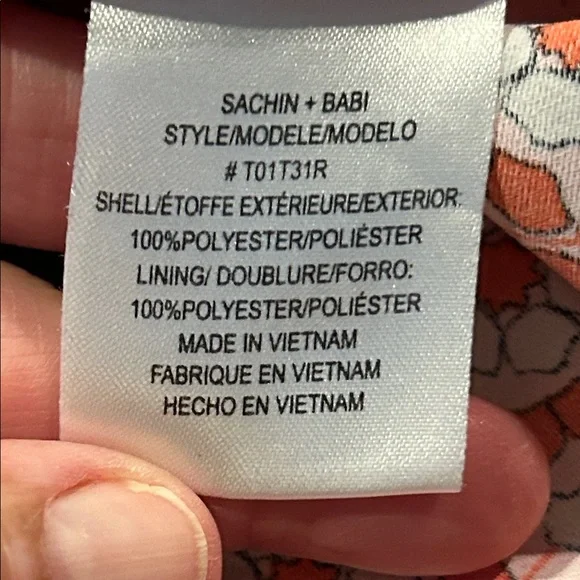 SACHIN + BABI
STYLE/MODELE/MODELO
# T01T31R
SHELL/ÉTOFFE EXTÉRIEURE/EXTERIOR:
100%POLYESTER/POLIÉSTER
LINING/ DOUBLURE/FORRO:
100%POLYESTER/POLIÉSTER
MADE IN VIETNAM
FABRIQUE EN VIETNAM
HECHO EN VIETNAM